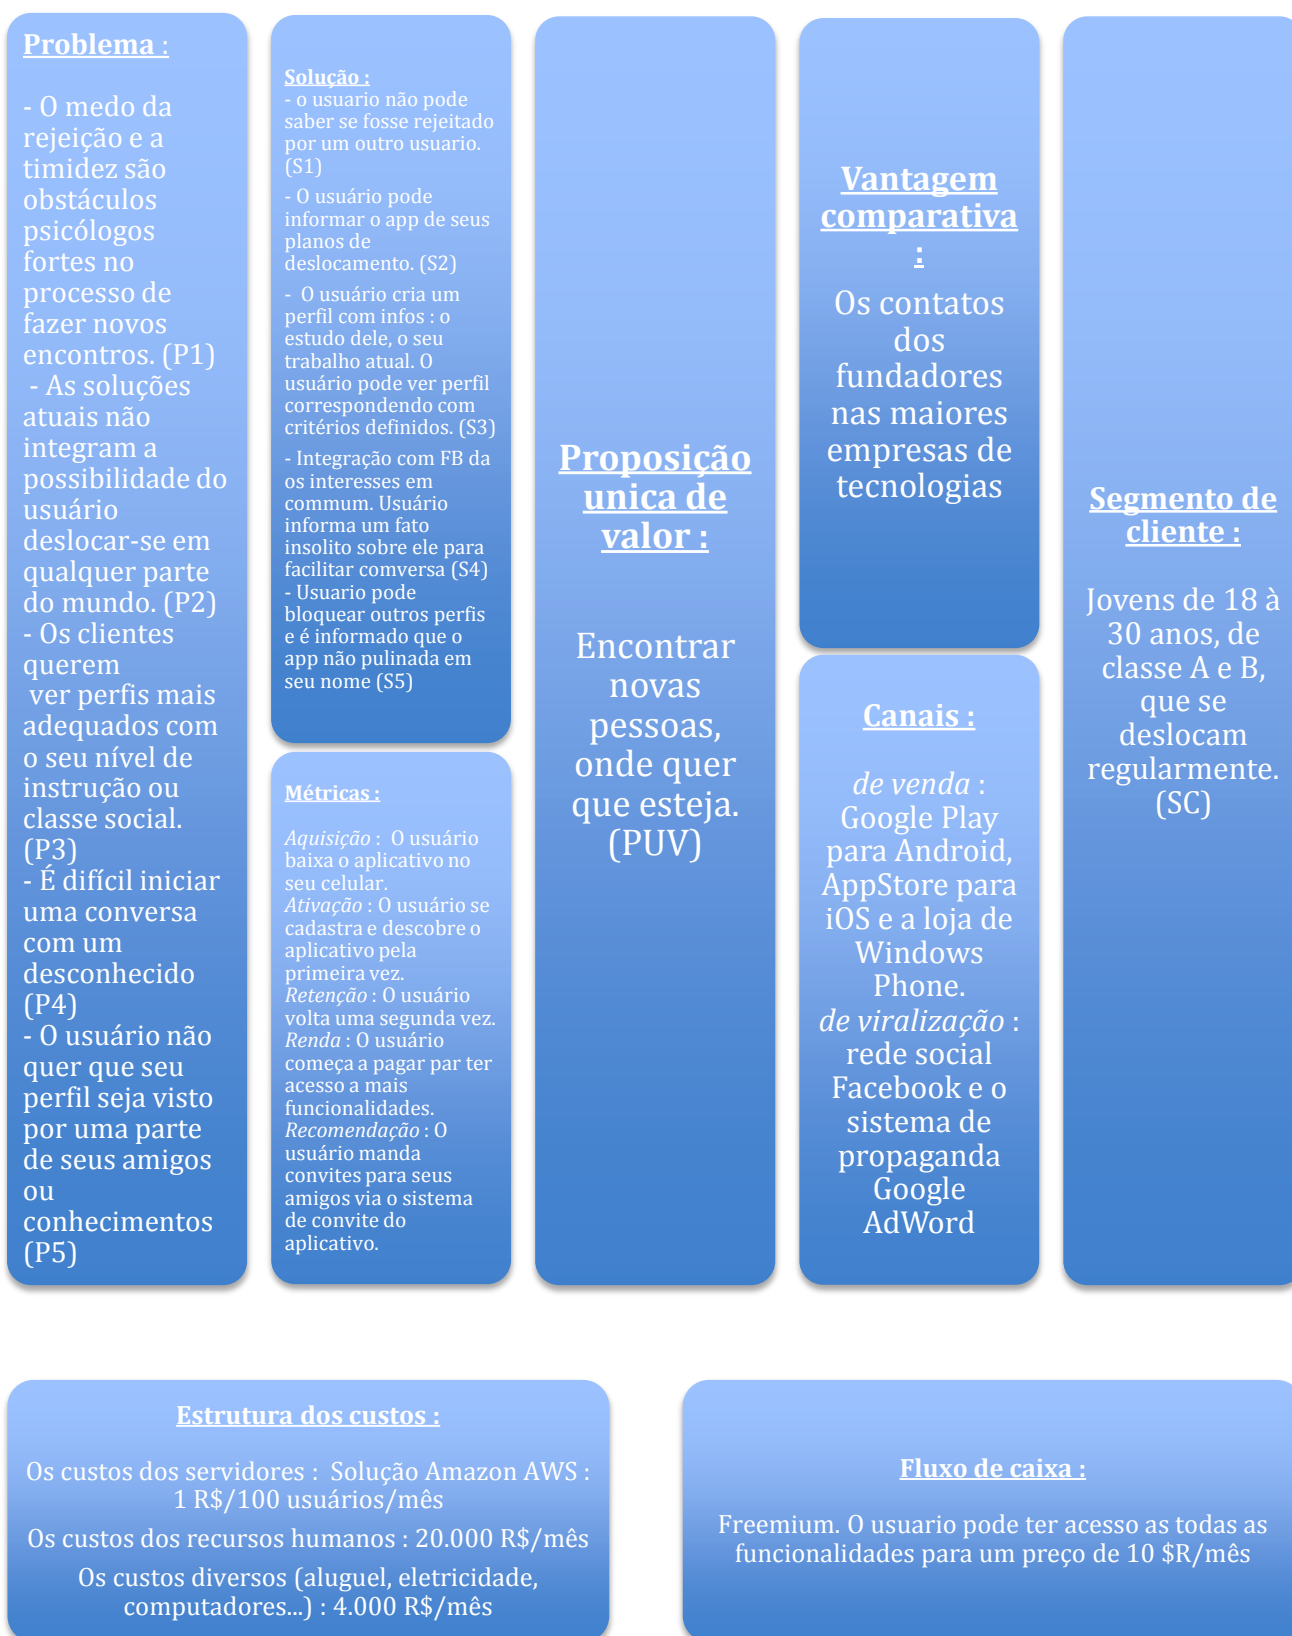 Problema :
- O medo da
rejeição e a
timidez são
obstáculos
psicólogos
fortes no
processo de
fazer novos
encontros. (P1)
- As soluções
atuais não
integram a
possibilidade do
usuário
deslocar-se em
qualquer parte
do mundo. (P2)
- Os clientes
querem
ver perfis mais
adequados com
o seu nível de
instrução ou
classe social.
(P3)
- É difícil iniciar
uma conversa
com um
desconhecido
(P4)
- O usuário não
quer que seu
perfil seja visto
por uma parte
de seus amigos
ou
conhecimentos
(P5)
Solução :
- o usuario não pode
saber se fosse rejeitado
por um outro usuario.
(S1)
- O usuário pode
informar o app de seus
planos de
deslocamento. (S2)
- O usuário cria um
perfil com infos : o
estudo dele, o seu
trabalho atual. O
usuário pode ver perfil
correspondendo com
critérios definidos. (S3)
- Integração com FB da
os interesses em
commum. Usuário
informa um fato
insolito sobre ele para
facilitar comversa (S4)
- Usuario pode
bloquear outros perfis
e é informado que o
app não pulinada em
seu nome (S5)
Métricas :
Aquisição : O usuário
baixa o aplicativo no
seu celular.
Ativação : O usuário se
cadastra e descobre o
aplicativo pela
primeira vez.
Retenção : O usuário
volta uma segunda vez.
Renda : O usuário
começa a pagar par ter
acesso a mais
funcionalidades.
Recomendação : O
usuário manda
convites para seus
amigos via o sistema
de convite do
aplicativo.
Proposição
unica de
valor :
Encontrar
novas
pessoas,
onde quer
que esteja.
(PUV)
Vantagem
comparativa
:
Os contatos
dos
fundadores
nas maiores
empresas de
tecnologias
Canais :
de venda :
Google Play
para Android,
AppStore para
iOS e a loja de
Windows
Phone.
de viralização :
rede social
Facebook e o
sistema de
propaganda
Google
AdWord
Segmento de
cliente :
Jovens de 18 à
30 anos, de
classe A e B,
que se
deslocam
regularmente.
(SC)
Estrutura dos custos :
Os custos dos servidores : Solução Amazon AWS :
1 R$/100 usuários/mês
Os custos dos recursos humanos : 20.000 R$/mês
Os custos diversos (aluguel, eletricidade,
computadores...) : 4.000 R$/mês
Fluxo de caixa :
Freemium. O usuario pode ter acesso as todas as
funcionalidades para um preço de 10 $R/mês